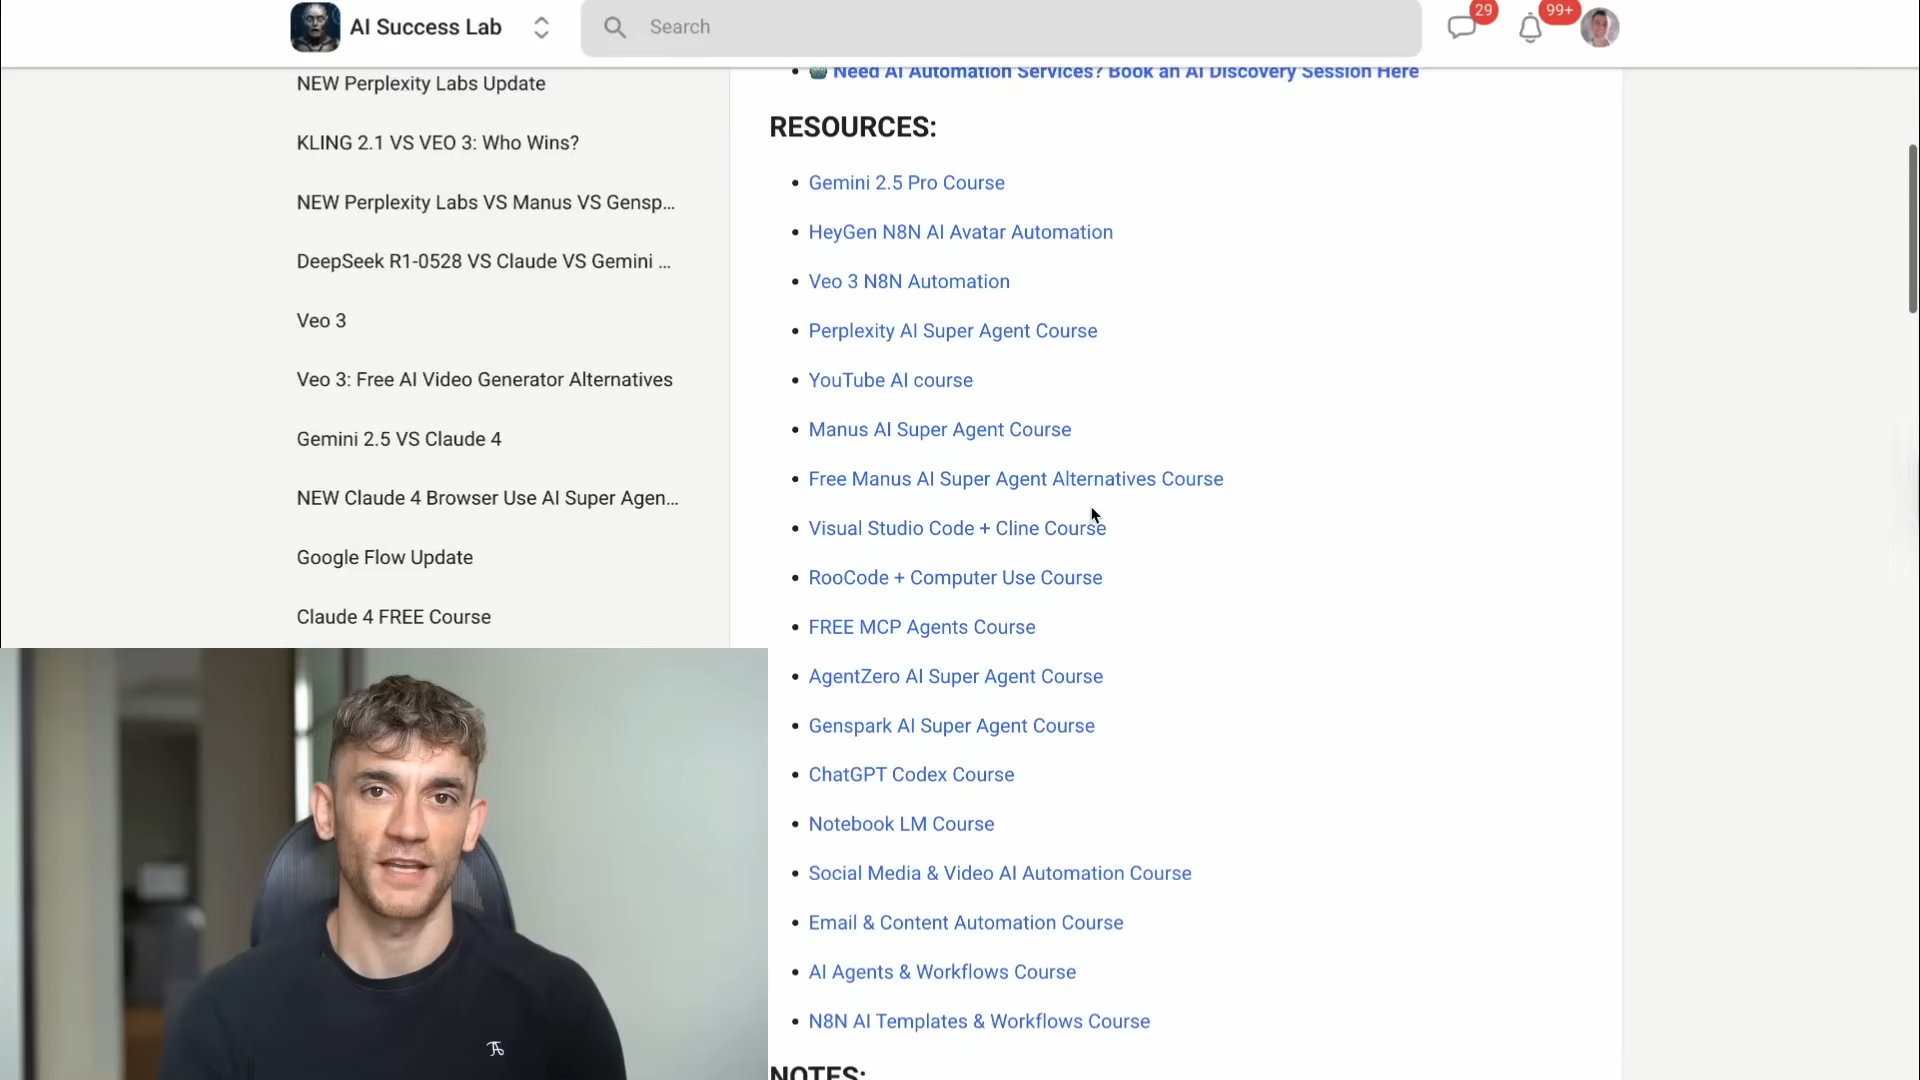 AI Success Lab
Search
29
99+
NEW Perplexity Labs Update
KLING 2.1 VS VEO 3: Who Wins?
NEW Perplexity Labs VS Manus VS Gensp...
DeepSeek R1-0528 VS Claude VS Gemini ...
Veo 3
Veo 3: Free AI Video Generator Alternatives
Gemini 2.5 VS Claude 4
NEW Claude 4 Browser Use AI Super Agen...
Google Flow Update
Claude 4 FREE Course
Need AI Automation Services? Book an AI Discovery Session Here
RESOURCES:
Gemini 2.5 Pro Course
HeyGen N8N AI Avatar Automation
Veo 3 N8N Automation
Perplexity AI Super Agent Course
YouTube AI course
Manus AI Super Agent Course
Free Manus AI Super Agent Alternatives Course
Visual Studio Code + Cline Course
RooCode + Computer Use Course
FREE MCP Agents Course
AgentZero AI Super Agent Course
Genspark AI Super Agent Course
ChatGPT Codex Course
Notebook LM Course
Social Media & Video AI Automation Course
Email & Content Automation Course
AI Agents & Workflows Course
N8N AI Templates & Workflows Course
NOTES: